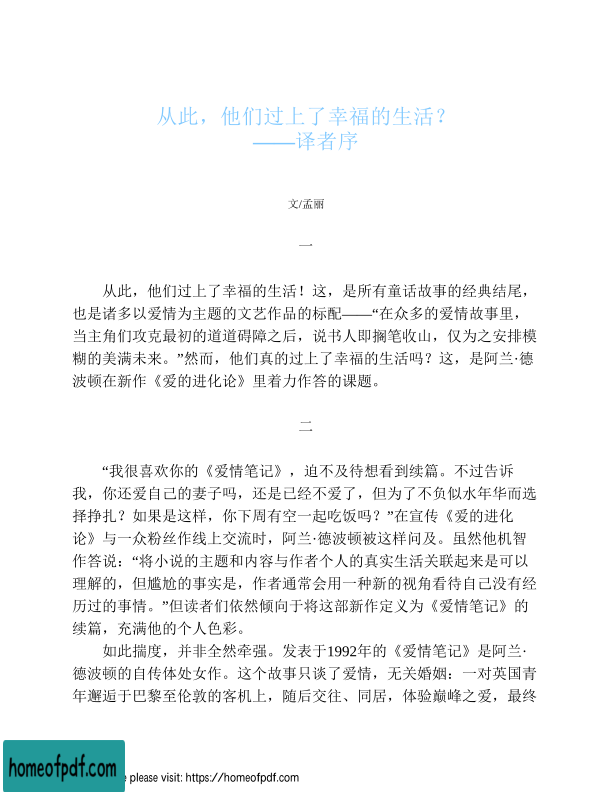 从此，他们过上了幸福的生活？
——译者序
文/孟丽
一
从此，他们过上了幸福的生活！这，是所有童话故事的经典结尾，
也是诸多以爱情为主题的文艺作品的标配——“在众多的爱情故事里，
当主角们攻克最初的道道碍障之后，说书人即搁笔收山，仅为之安排模
糊的美满未来。”然而，他们真的过上了幸福的生活吗？这，是阿兰·德
波顿在新作《爱的进化论》里着力作答的课题。
二
“我很喜欢你的《爱情笔记》，迫不及待想看到续篇。不过告诉
我，你还爱自己的妻子吗，还是已经不爱了，但为了不负似水年华而选
择挣扎？如果是这样，你下周有空一起吃饭吗？”在宣传《爱的进化
论》与一众粉丝作线上交流时，阿兰·德波顿被这样问及。虽然他机智
作答说：“将小说的主题和内容与作者个人的真实生活关联起来是可以
理解的，但尴尬的事实是，作者通常会用一种新的视角看待自己没有经
历过的事情。”但读者们依然倾向于将这部新作定义为《爱情笔记》的
续篇，充满他的个人色彩。
如此揣度，并非全然牵强。发表于1992年的《爱情笔记》是阿兰·
德波顿的自传体处女作。这个故事只谈了爱情，无关婚姻：一对英国青
年邂逅于巴黎至伦敦的客机上，随后交往、同居，体验巅峰之爱，最终
homeofpdf.com
e please visit: https://homeofpdf.com